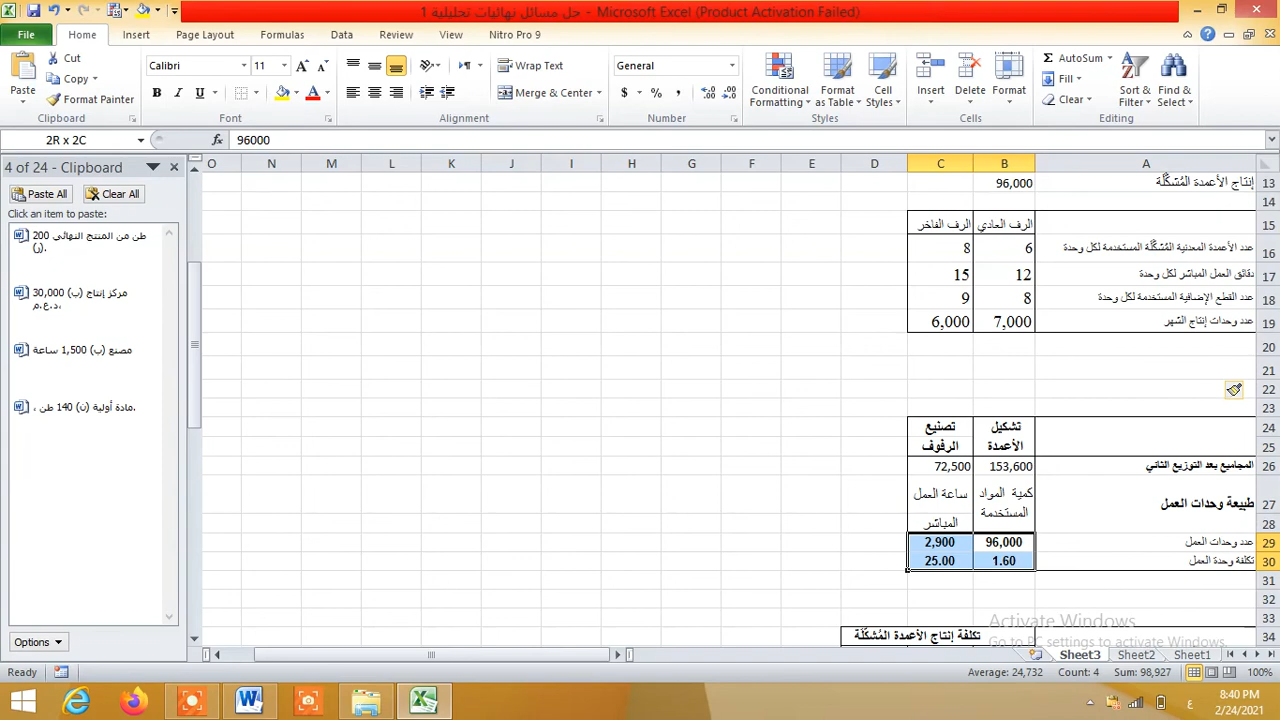 حل مسائل نهائيات تحليلية 1 - Microsoft Excel (Product Activation Failed)
File Home Insert Page Layout Formulas Data Review View Nitro Pro 9
Paste
Cut
Copy
Format Painter
Clipboard
Calibri 11
B I U
Font
Wrap Text
Merge & Center
Alignment
General
$ % ,
Number
Conditional Formatting
Format as Table
Cell Styles
Styles
Insert Delete Format
Cells
AutoSum
Fill
Clear
Sort & Filter
Find & Select
Editing
2R x 2C fx 96000
4 of 24 - Clipboard
Paste All Clear All
Click an item to paste:
200 طن من المنتج النهائي
(ز).
مركز إنتاج (ب) 30,000
د.ع.م،
مصنع (ب) 1,500 ساعة
مادة أولية (ن) 140 طن ،.
Options
O N M L K J I H G F E D C B A
13 إنتاج الأعمدة المُشكَّلة 96,000
14
15 الرف العادي الرف الفاخر
16 عدد الأعمدة المعدنية المُشكَّلة المستخدمة لكل وحدة 6 8
17 دقائق العمل المباشر لكل وحدة 12 15
18 عدد القطع الإضافية المستخدمة لكل وحدة 8 9
19 عدد وحدات إنتاج الشهر 7,000 6,000
20
21
22
23
24 تشكيل تصنيع
25 الأعمدة الرفوف
26 المجاميع بعد التوزيع الثاني 153,600 72,500
27 طبيعة وحدات العمل كمية المواد المستخدمة ساعة العمل
28 المباشر
29 عدد وحدات العمل 96,000 2,900
30 تكلفة وحدة العمل 1.60 25.00
31
32
33
34 تكلفة إنتاج الأعمدة المُشكّلة
Activate Windows
Go to PC settings to activate Windows.
Sheet3 Sheet2 Sheet1
Ready Average: 24,732 Count: 4 Sum: 98,927 100%
ع 8:40 PM
2/24/2021